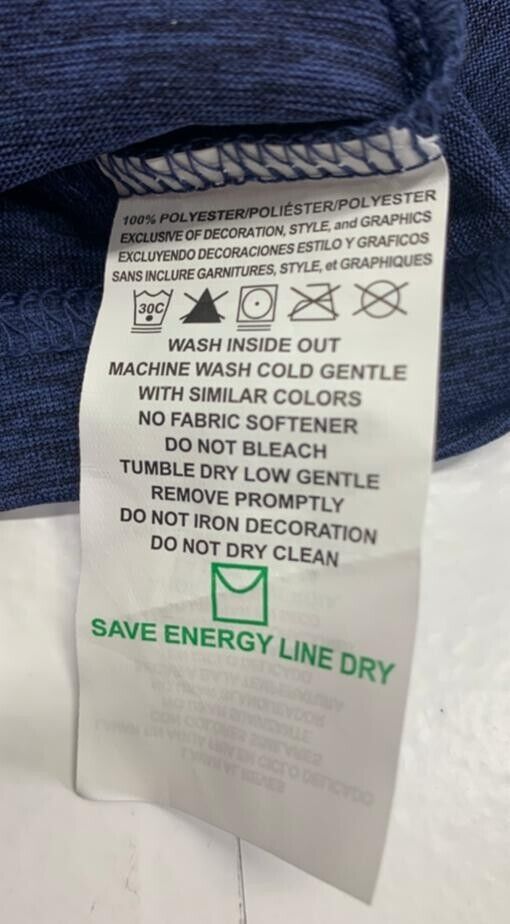 100% POLYESTER/POLIÉSTER/POLYESTER
EXCLUSIVE OF DECORATION, STYLE, and GRAPHICS
EXCLUYENDO DECORACIONES ESTILO Y GRAFICOS
SANS INCLURE GARNITURES, STYLE, et GRAPHIQUES
30C
WASH INSIDE OUT
MACHINE WASH COLD GENTLE
WITH SIMILAR COLORS
NO FABRIC SOFTENER
DO NOT BLEACH
TUMBLE DRY LOW GENTLE
REMOVE PROMPTLY
DO NOT IRON DECORATION
DO NOT DRY CLEAN
SAVE ENERGY LINE DRY